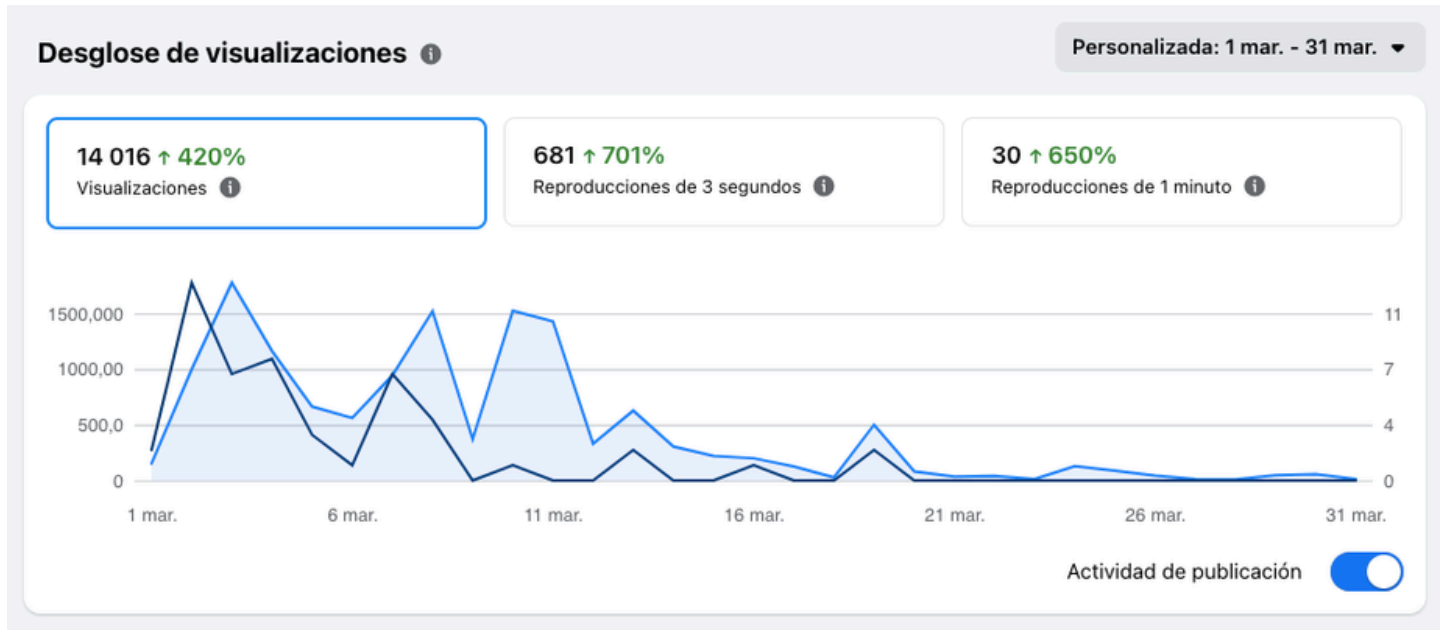 Desglose de visualizaciones
Personalizada: 1 mar. - 31 mar.
14 016 ↑ 420%
Visualizaciones
681 ↑ 701%
Reproducciones de 3 segundos
30 ↑ 650%
Reproducciones de 1 minuto
1500,000
11
1000,00
7
500,0
4
0
0
1 mar.
6 mar.
11 mar.
16 mar.
21 mar.
26 mar.
31 mar.
Actividad de publicación